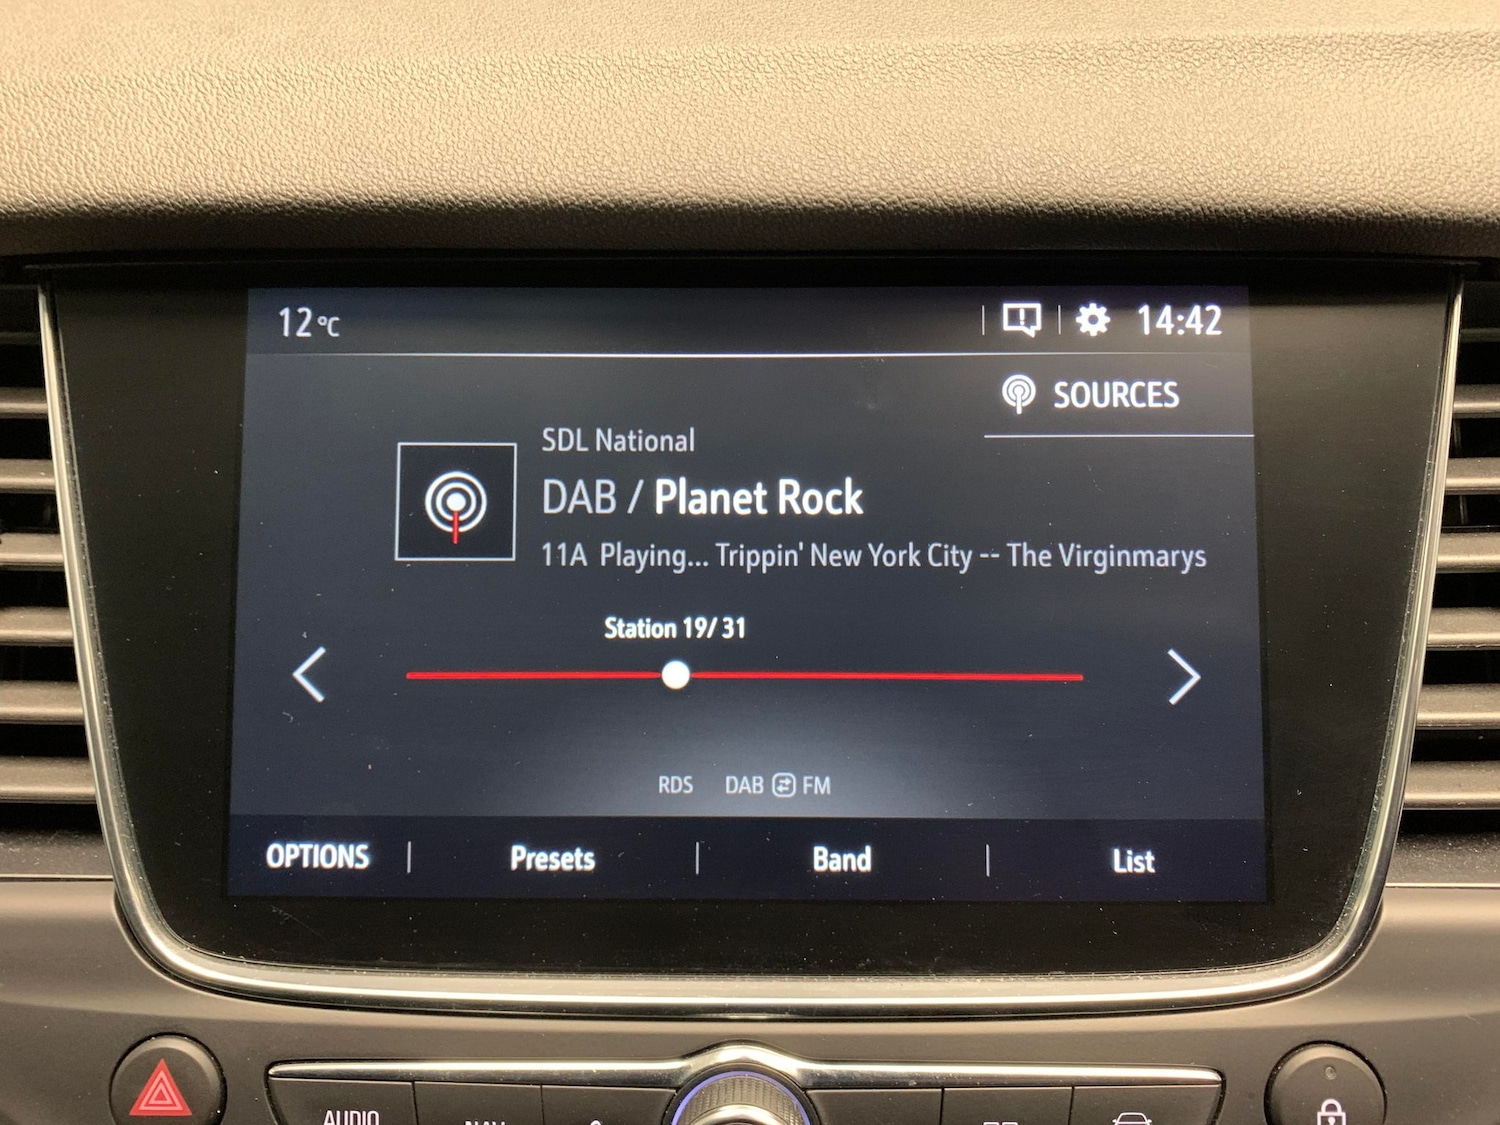 12°C
14:42
SOURCES
SDL National
DAB / Planet Rock
11A Playing... Trippin' New York City -- The Virginmarys
Station 19/31
RDS DAB FM
OPTIONS Presets Band List
AUDIO NAV